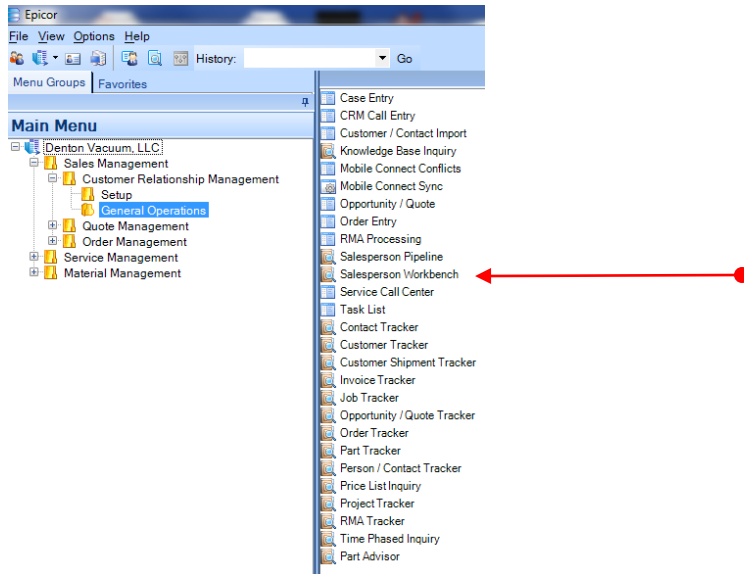 Epicor
File View Options Help
History:
Go
Menu Groups
Favorites
Main Menu
Denton Vacuum, LLC
Sales Management
Customer Relationship Management
Setup
General Operations
Quote Management
Order Management
Service Management
Material Management
Case Entry
CRM Call Entry
Customer / Contact Import
Knowledge Base Inquiry
Mobile Connect Conflicts
Mobile Connect Sync
Opportunity / Quote
Order Entry
RMA Processing
Salesperson Pipeline
Salesperson Workbench
Service Call Center
Task List
Contact Tracker
Customer Tracker
Customer Shipment Tracker
Invoice Tracker
Job Tracker
Opportunity / Quote Tracker
Order Tracker
Part Tracker
Person / Contact Tracker
Price List Inquiry
Project Tracker
RMA Tracker
Time Phased Inquiry
Part Advisor